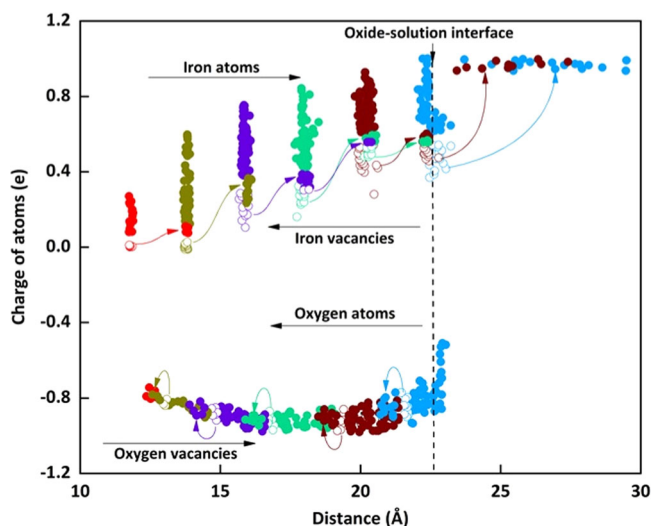 Oxide-solution interface
Iron atoms
Iron vacancies
Oxygen atoms
Oxygen vacancies
Charge of atoms (e)
1.2
0.8
0.4
0.0
-0.4
-0.8
-1.2
10 15 20 25 30
Distance (Å)